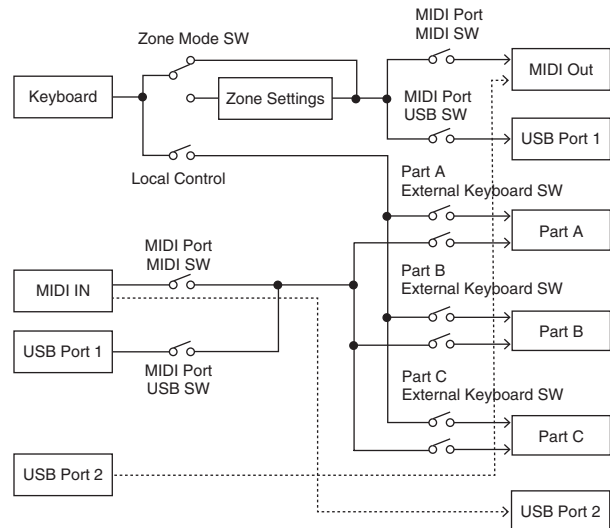 Zone Mode SW
Keyboard
Zone Settings
Local Control
MIDI Port
MIDI SW
MIDI Out
MIDI Port
USB SW
USB Port 1
Part A
External Keyboard SW
Part A
MIDI Port
MIDI SW
MIDI IN
Part B
External Keyboard SW
Part B
USB Port 1
MIDI Port
USB SW
Part C
External Keyboard SW
Part C
USB Port 2
USB Port 2